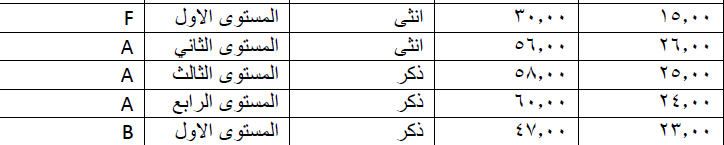 ١٥,٠٠ ٣٠,٠٠ انثى المستوى الاول F
٢٦,٠٠ ٥٦,٠٠ انثى المستوى الثاني A
٢٥,٠٠ ٥٨,٠٠ ذكر المستوى الثالث A
٢٤,٠٠ ٦٠,٠٠ ذكر المستوى الرابع A
٢٣,٠٠ ٤٧,٠٠ ذكر المستوى الاول B